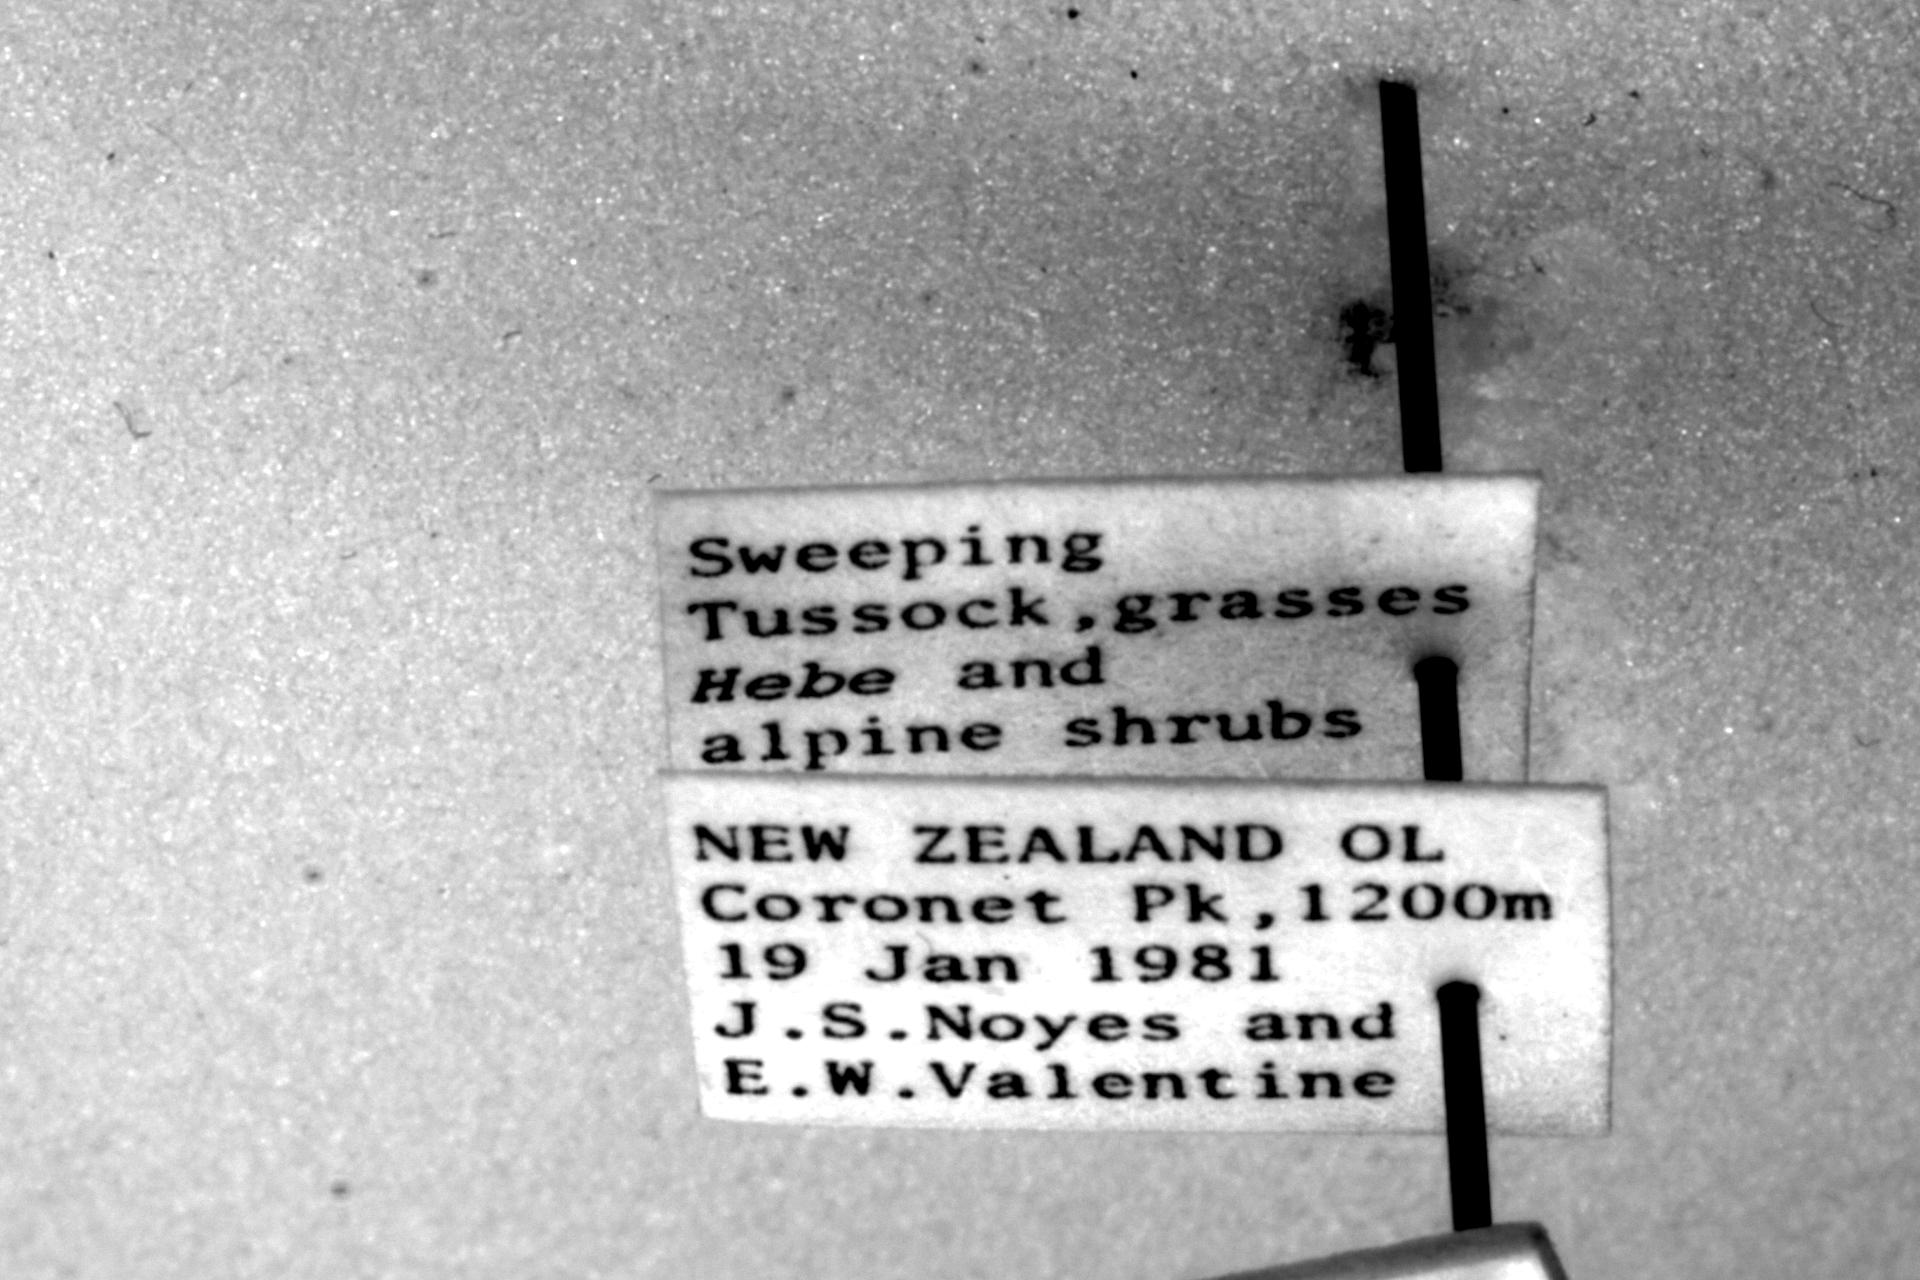 Sweeping
Tussock,grasses
Hebe and
alpine shrubs
NEW ZEALAND OL
Coronet Pk,1200m
19 Jan 1981
J.S.Noyes and
E.W.Valentine